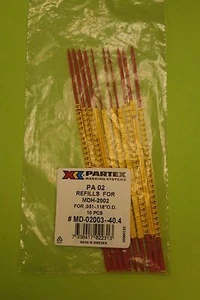 PARTEX
MARKING SYSTEMS
PA 02
REFILLS FOR
MDH-2002
FOR .051-.118"O.D.
10 PCS
# MD-02003--40.4
MADE IN SWEDEN